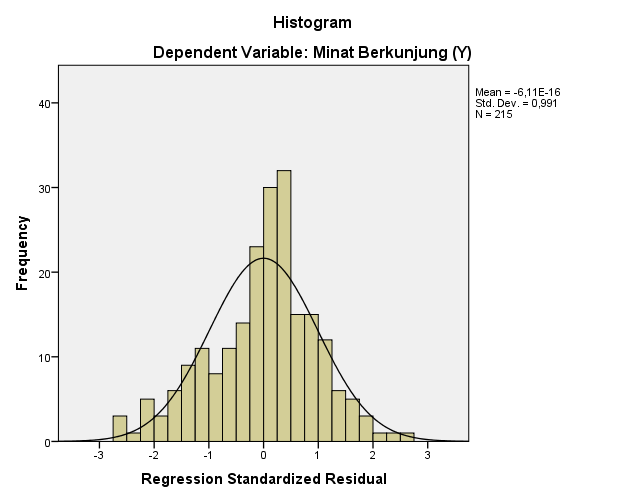 Histogram
Dependent Variable: Minat Berkunjung (Y)
Mean = -6,11E-16
Std. Dev. = 0,991
N = 215
Frequency
40
30
20
10
0
-3 -2 -1 0 1 2 3
Regression Standardized Residual